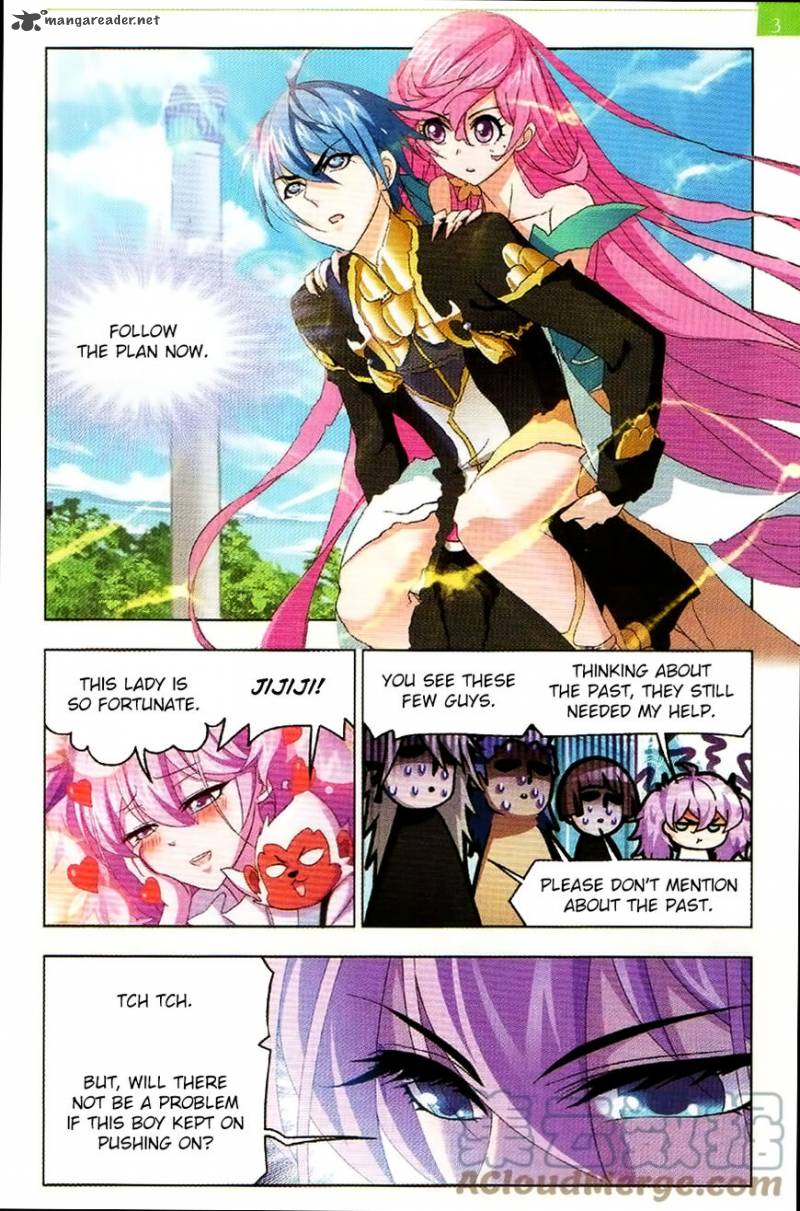 mangareader.net
3
FOLLOW
THE PLAN NOW.
THIS LADY IS
SO FORTUNATE.
JIJIJI!
YOU SEE THESE
FEW GUYS.
THINKING ABOUT
THE PAST, THEY STILL
NEEDED MY HELP.
PLEASE DON'T MENTION
ABOUT THE PAST.
TCH TCH.
BUT, WILL THERE
NOT BE A PROBLEM
IF THIS BOY KEPT ON
PUSHING ON?
ACloudMerge.com